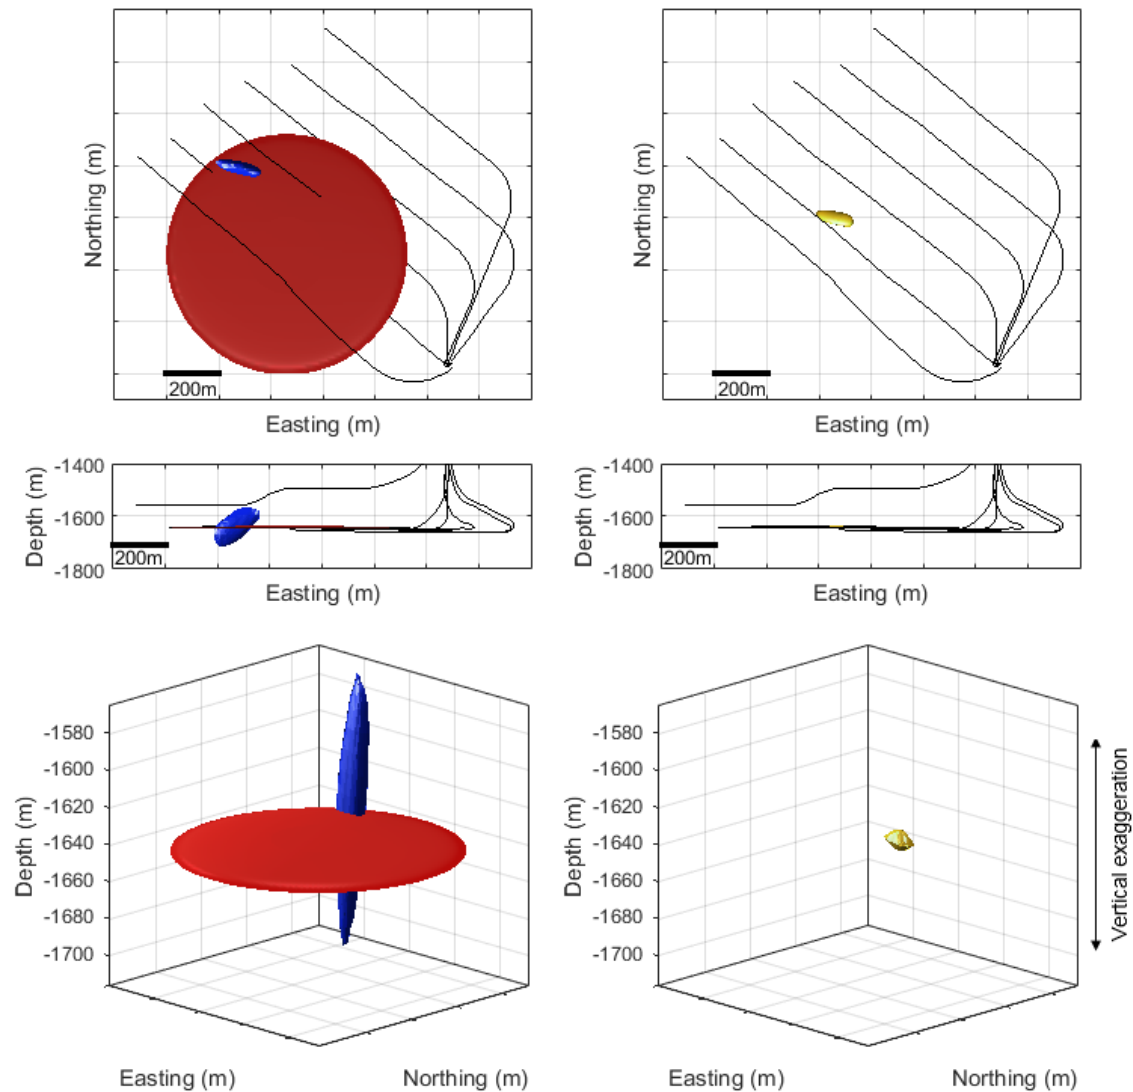 Northing (m)
200m
Easting (m)
Northing (m)
200m
Easting (m)
Depth (m)
-1400
-1600
-1800
200m
Easting (m)
Depth (m)
-1400
-1600
-1800
200m
Easting (m)
Depth (m)
-1580
-1600
-1620
-1640
-1660
-1680
-1700
Easting (m)
Northing (m)
Depth (m)
-1580
-1600
-1620
-1640
-1660
-1680
-1700
Easting (m)
Northing (m)
Vertical exaggeration